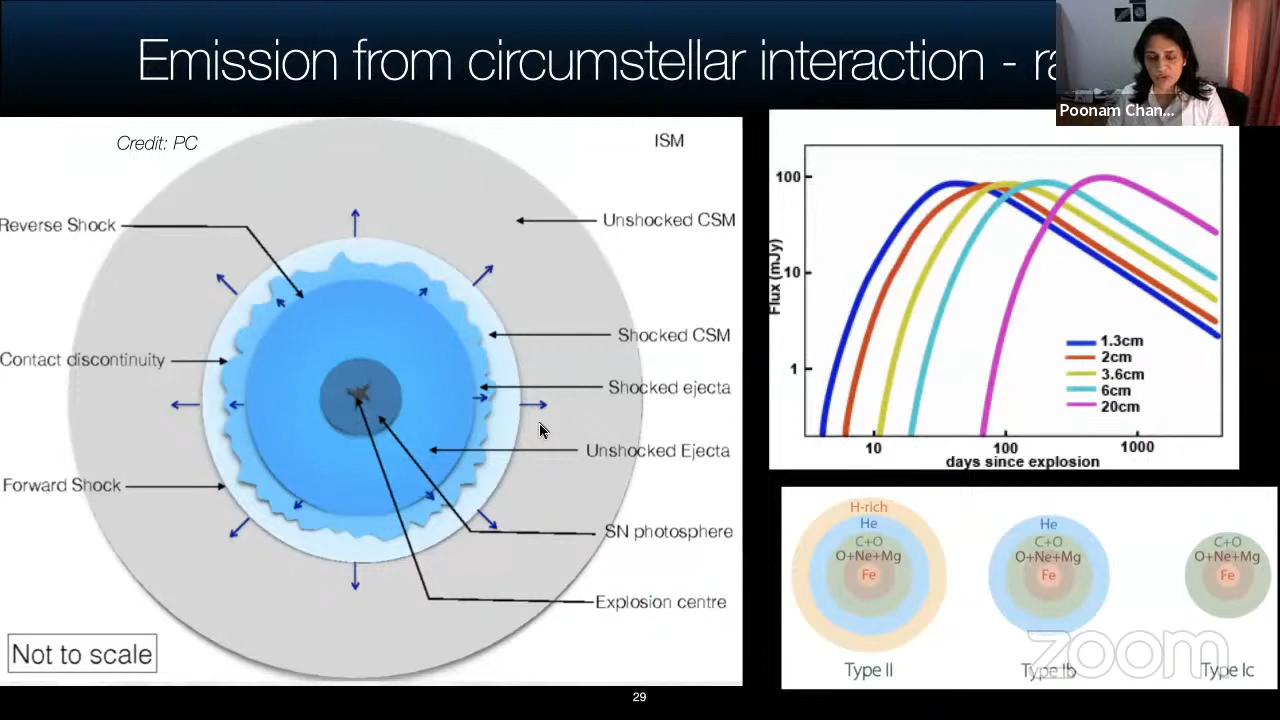 Emission from circumstellar interaction - ra
Poonam Chan...
Credit: PC
ISM
Reverse Shock
Unshocked CSM
Shocked CSM
Contact discontinuity
Shocked ejecta
Unshocked Ejecta
Forward Shock
SN photosphere
Explosion centre
Not to scale
Flux (mJy)
100
10
1
1.3cm
2cm
3.6cm
6cm
20cm
10 100 1000
days since explosion
H-rich
He
C+O
O+Ne+Mg
Fe
Type II
He
C+O
O+Ne+Mg
Fe
Type Ib
C+O
O+Ne+Mg
Fe
Type Ic
zoom
29